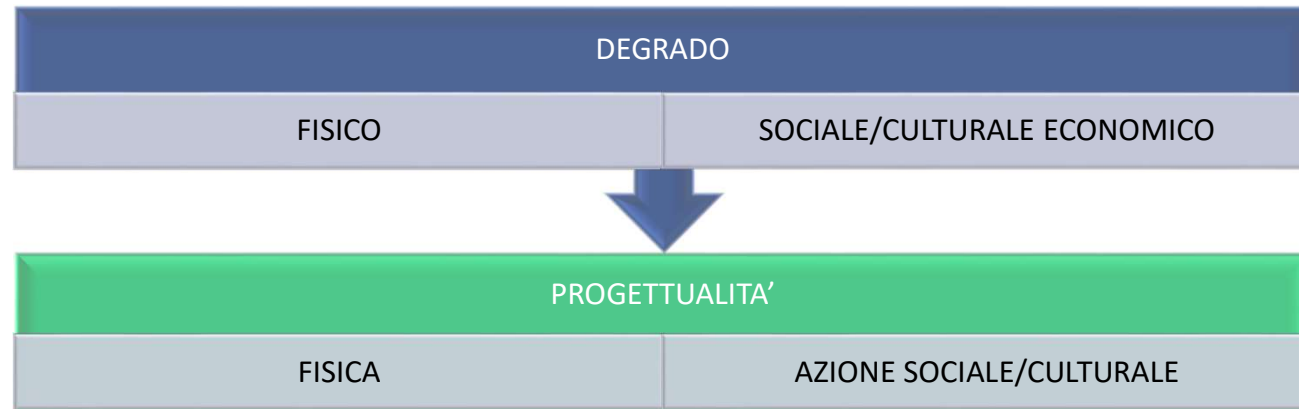 DEGRADO
FISICO
SOCIALE/CULTURALE ECONOMICO
PROGETTUALITA’
FISICA
AZIONE SOCIALE/CULTURALE